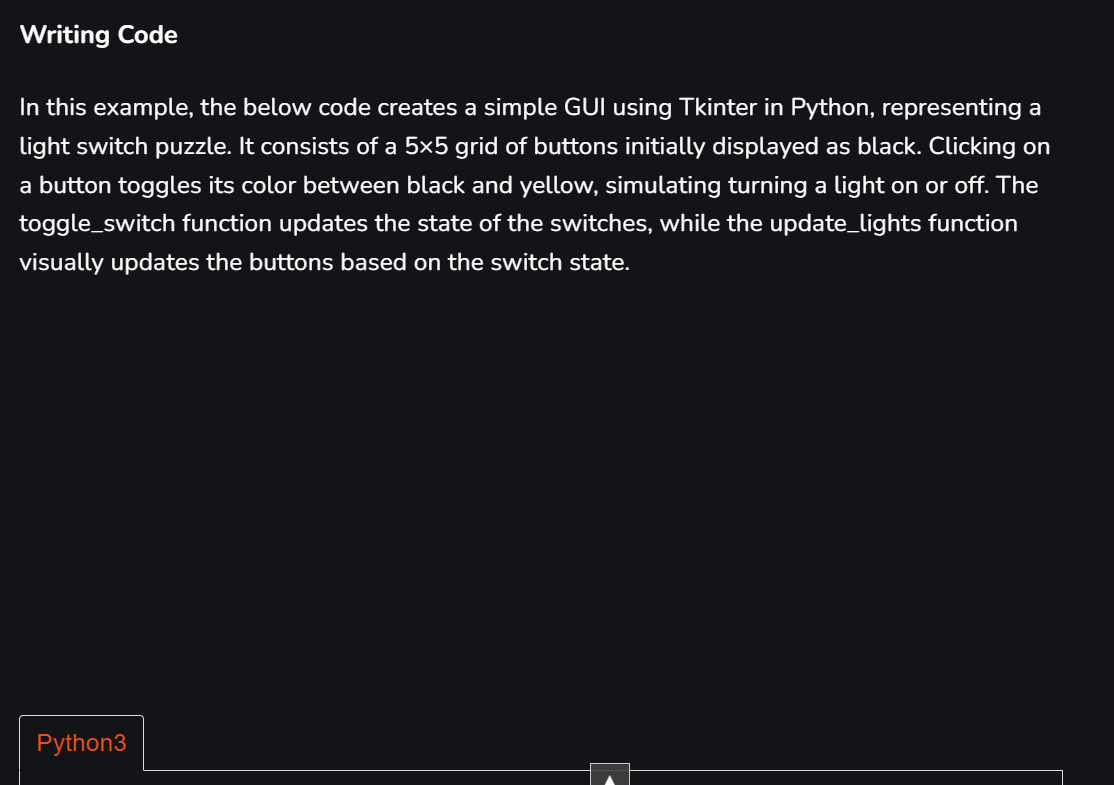 Writing Code
In this example, the below code creates a simple GUI using Tkinter in Python, representing a
light switch puzzle. It consists of a 5×5 grid of buttons initially displayed as black. Clicking on
a button toggles its color between black and yellow, simulating turning a light on or off. The
toggle_switch function updates the state of the switches, while the update_lights function
visually updates the buttons based on the switch state.
Python3